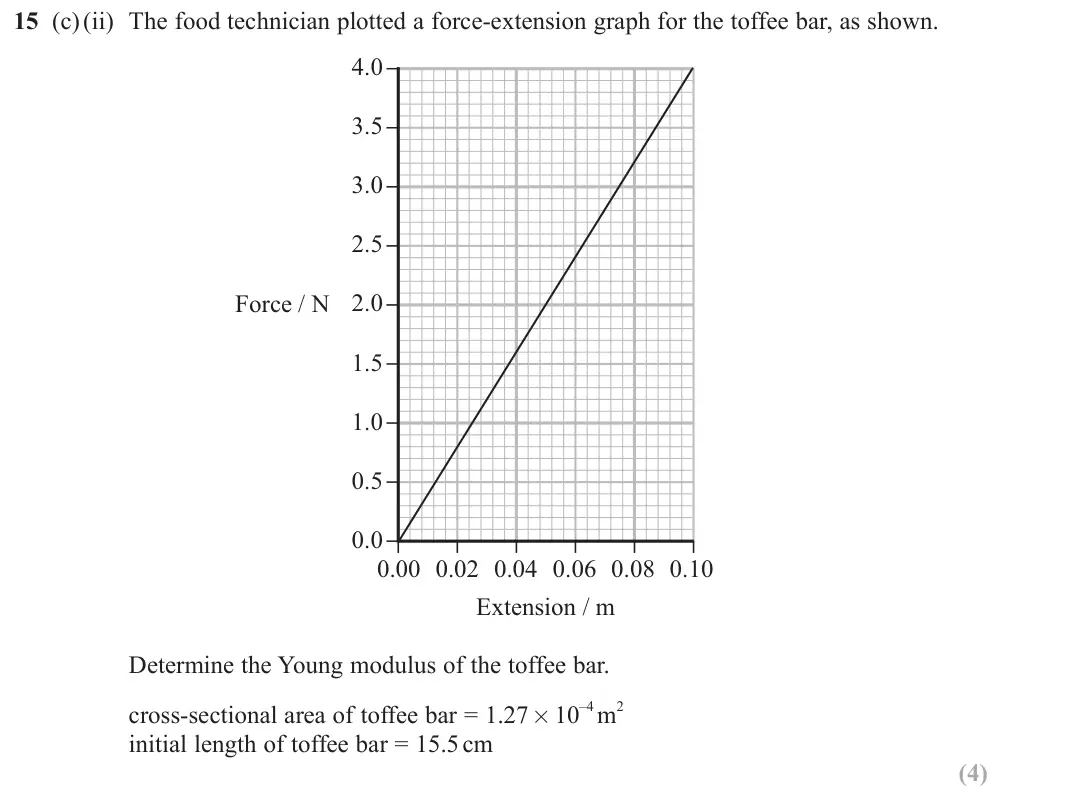 15 (c)(ii) The food technician plotted a force-extension graph for the toffee bar, as shown.
4.0
3.5
3.0
2.5
Force / N 2.0
1.5
1.0
0.5
0.0
0.00 0.02 0.04 0.06 0.08 0.10
Extension / m
Determine the Young modulus of the toffee bar.
cross-sectional area of toffee bar = 1.27 × 10⁻⁴ m²
initial length of toffee bar = 15.5 cm
(4)